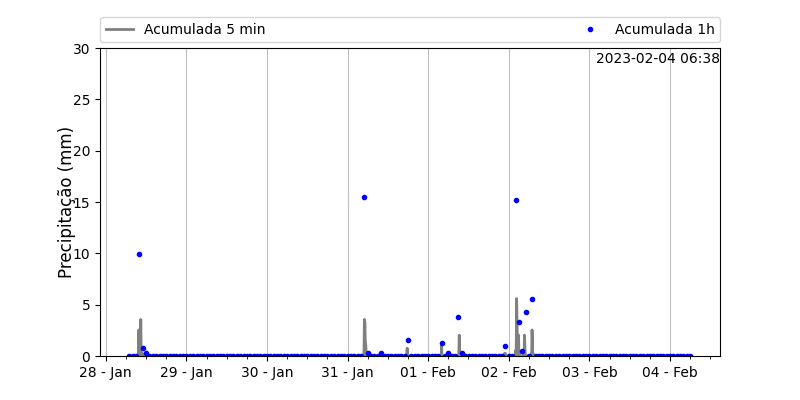 Acumulada 5 min Acumulada 1h
2023-02-04 06:38
Precipitação (mm)
30
25
20
15
10
5
0
28 - Jan 29 - Jan 30 - Jan 31 - Jan 01 - Feb 02 - Feb 03 - Feb 04 - Feb